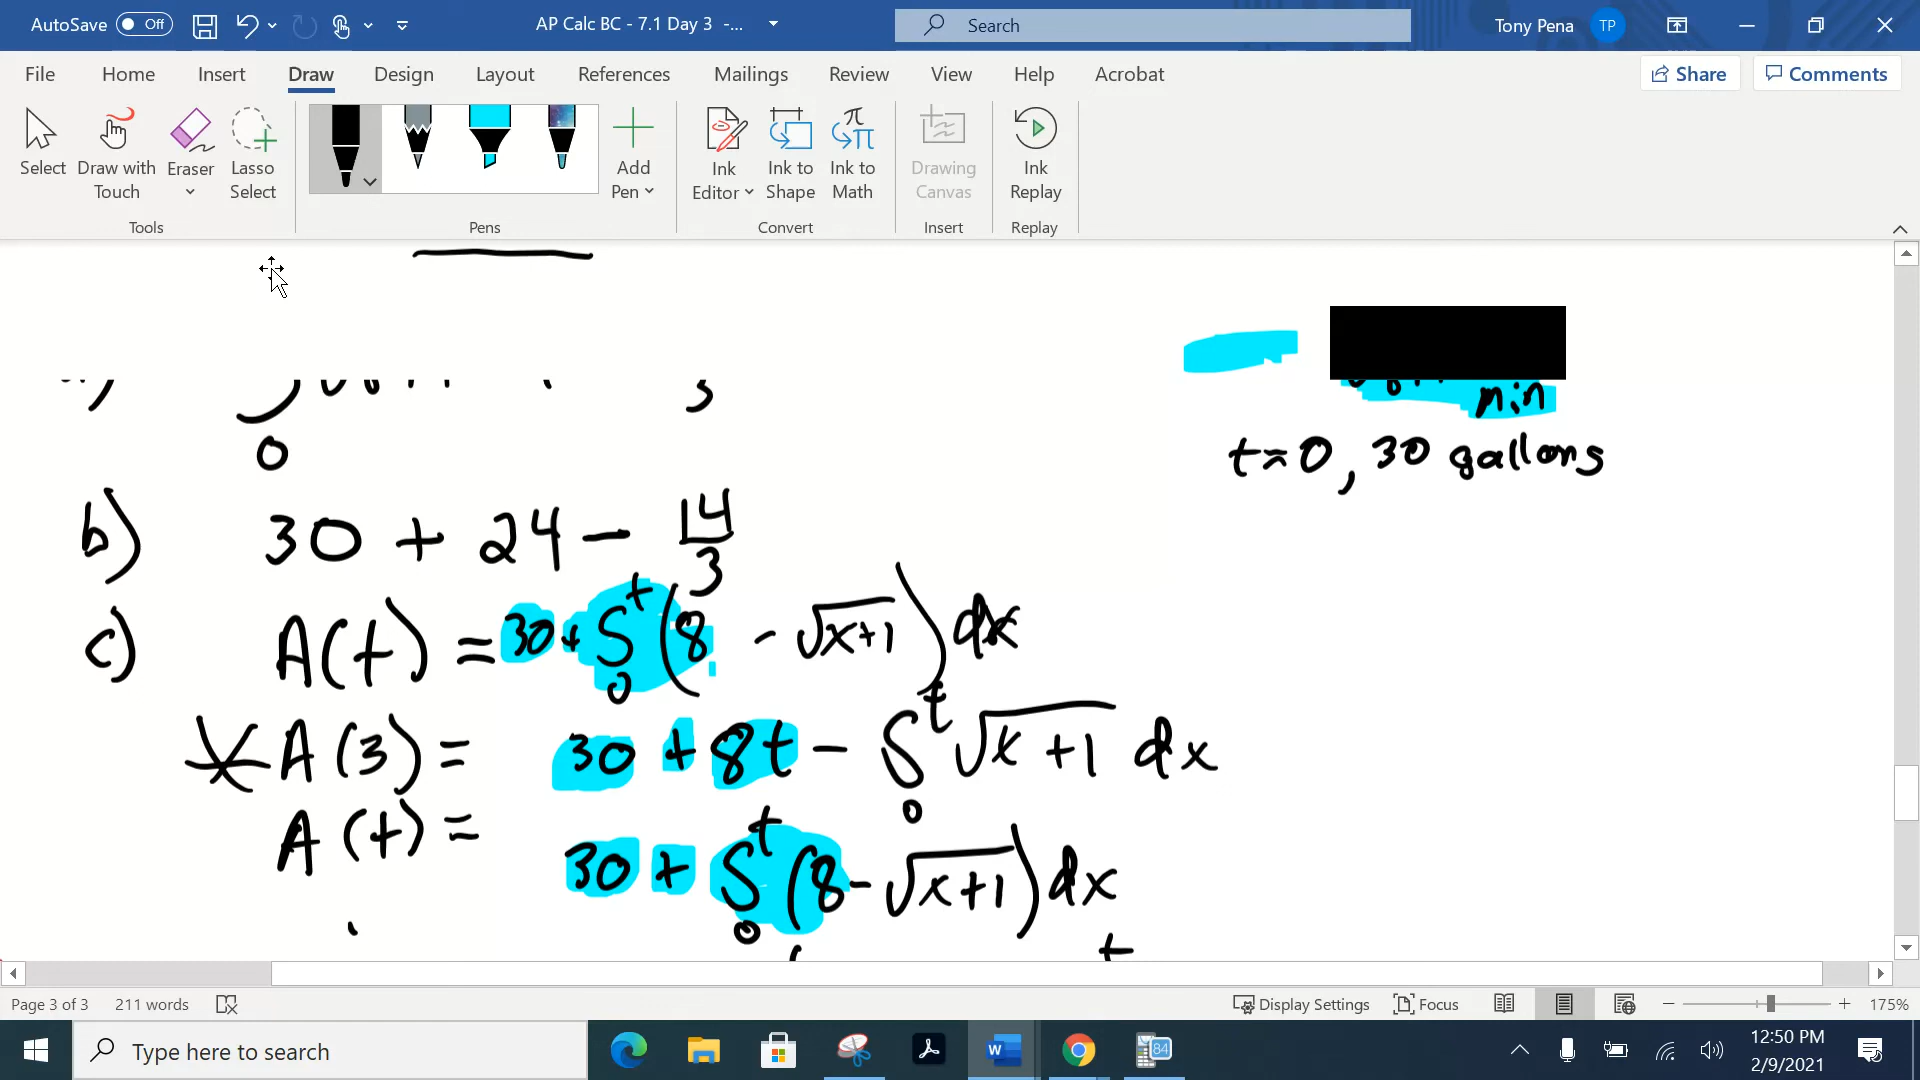 AutoSave Off AP Calc BC - 7.1 Day 3 -... Search Tony Pena TP
File Home Insert Draw Design Layout References Mailings Review View Help Acrobat Share Comments
Select Draw with Touch Eraser Lasso Select Add Pen Ink Editor Ink to Shape Ink to Math Drawing Canvas Ink Replay
Tools Pens Convert Insert Replay
min
0
t=0, 30 gallons
b) 30 + 24 - 14/3
c) A(t) = 30 + ∫₀ᵗ (8 - √(x+1)) dx
A(3) = 30 + 8t - ∫₀ᵗ √(x+1) dx
A(t) =
30 + ∫₀ᵗ (8 - √(x+1)) dx
t
Page 3 of 3 211 words Display Settings Focus 175%
Type here to search W 84 12:50 PM
2/9/2021